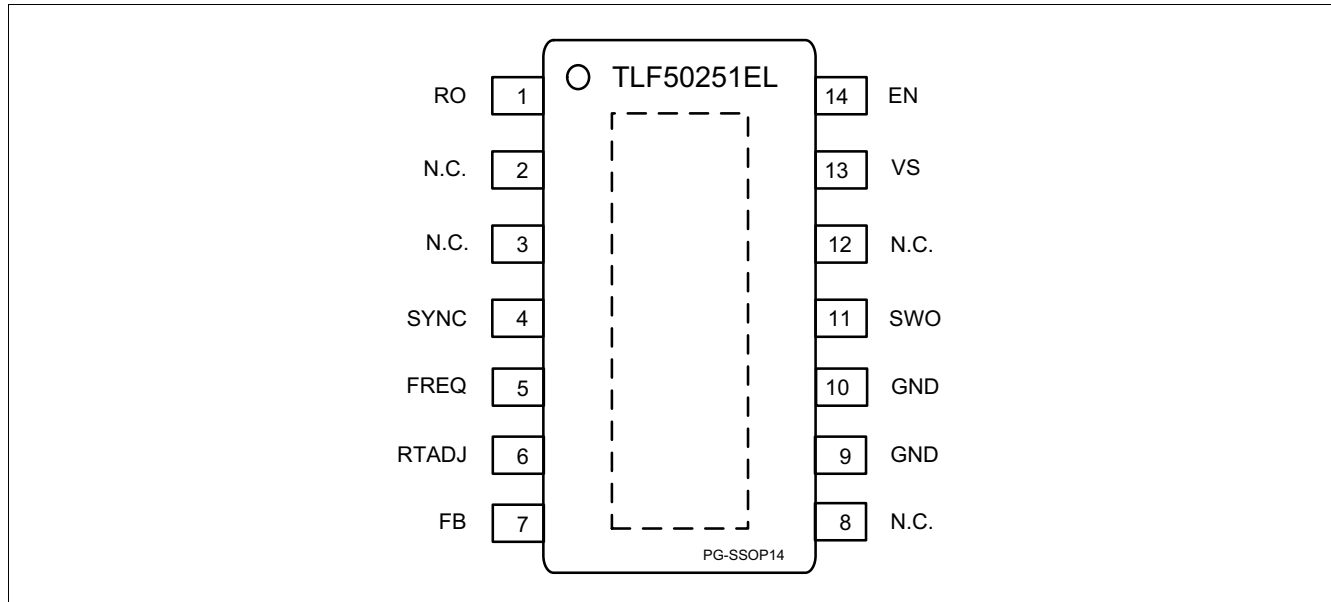 TLF50251EL
RO 1 14 EN
N.C. 2 13 VS
N.C. 3 12 N.C.
SYNC 4 11 SWO
FREQ 5 10 GND
RTADJ 6 9 GND
FB 7 8 N.C.
PG-SSOP14